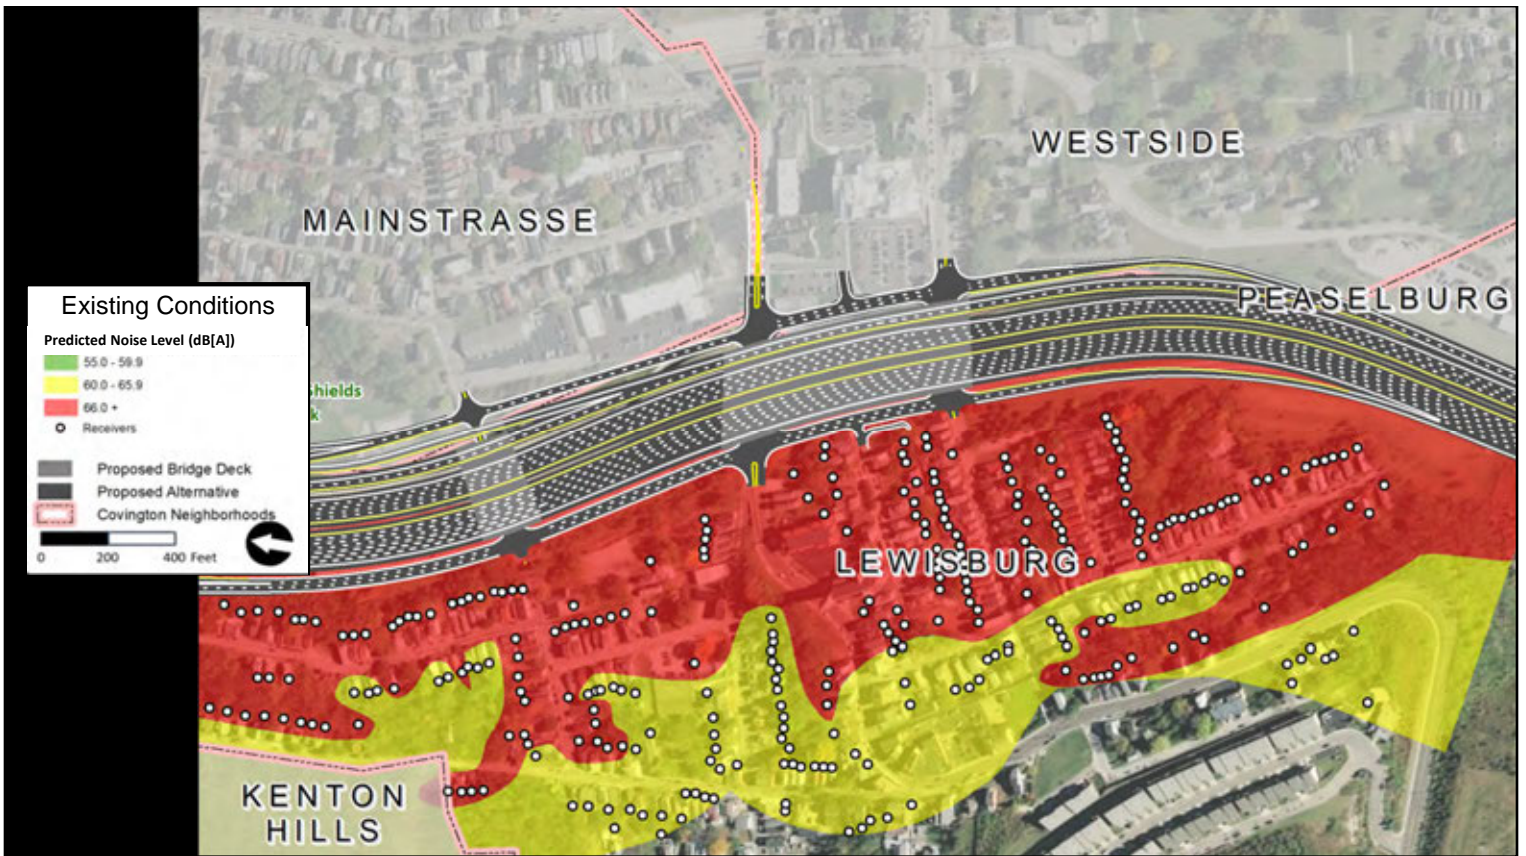 WESTSIDE
MAINSTRASSE
PEASELBURG
Existing Conditions
Predicted Noise Level (dB[A])
55.0 - 59.9
60.0 - 65.9
66.0 +
Receivers
Proposed Bridge Deck
Proposed Alternative
Covington Neighborhoods
0 200 400 Feet
Shields
k
LEWISBURG
KENTON
HILLS